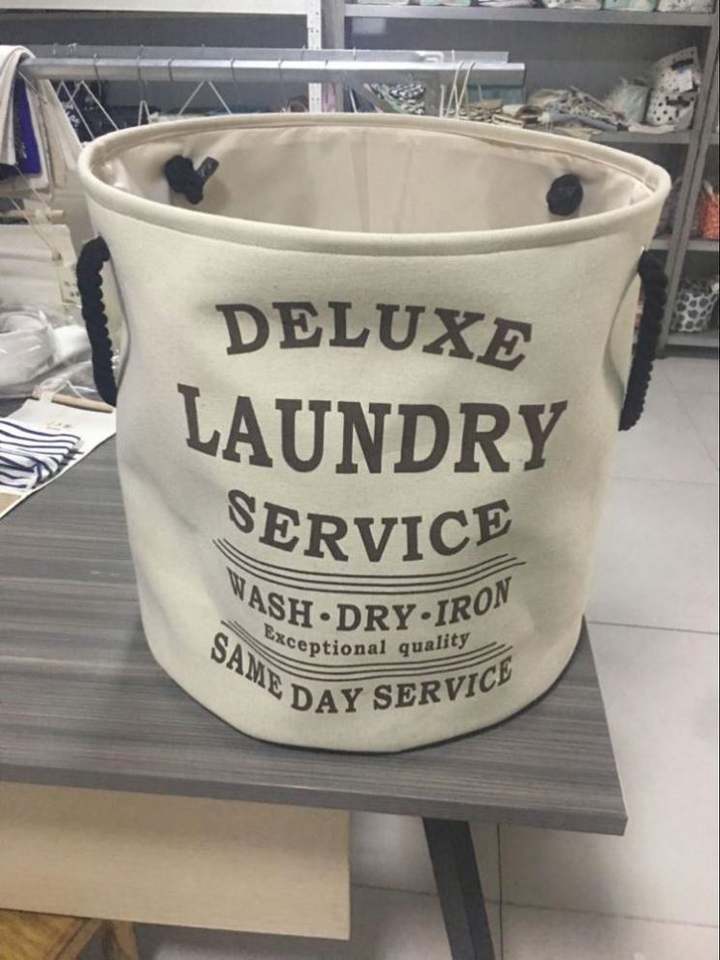 DELUXE
LAUNDRY
SERVICE
WASH • DRY • IRON
Exceptional quality
SAME DAY SERVICE